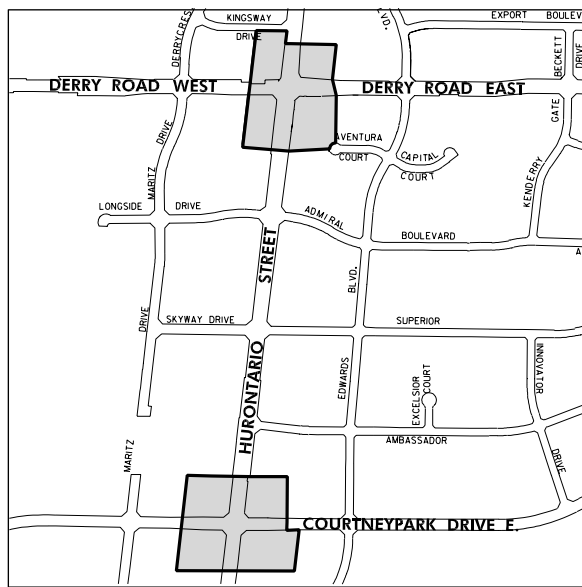 KINGSWAY
DRIVE
DERRYCRES
BLVD.
EXPORT BOULEV
BECKETT
DRIVE
DERRY ROAD WEST
DERRY ROAD EAST
GATE
AVENTURA
COURT
CAPITAL
COURT
KENDERRY
MARITZ DRIVE
LONGSIDE DRIVE
ADMIRAL
BOULEVARD
A
STREET
BLVD.
DRIVE
SKYWAY DRIVE
SUPERIOR
HURONTARIO
EDWARDS
EXCELSIOR
COURT
INNOVATOR
AMBASSADOR
DRIVE
MARITZ
COURTNEYPARK DRIVE E.